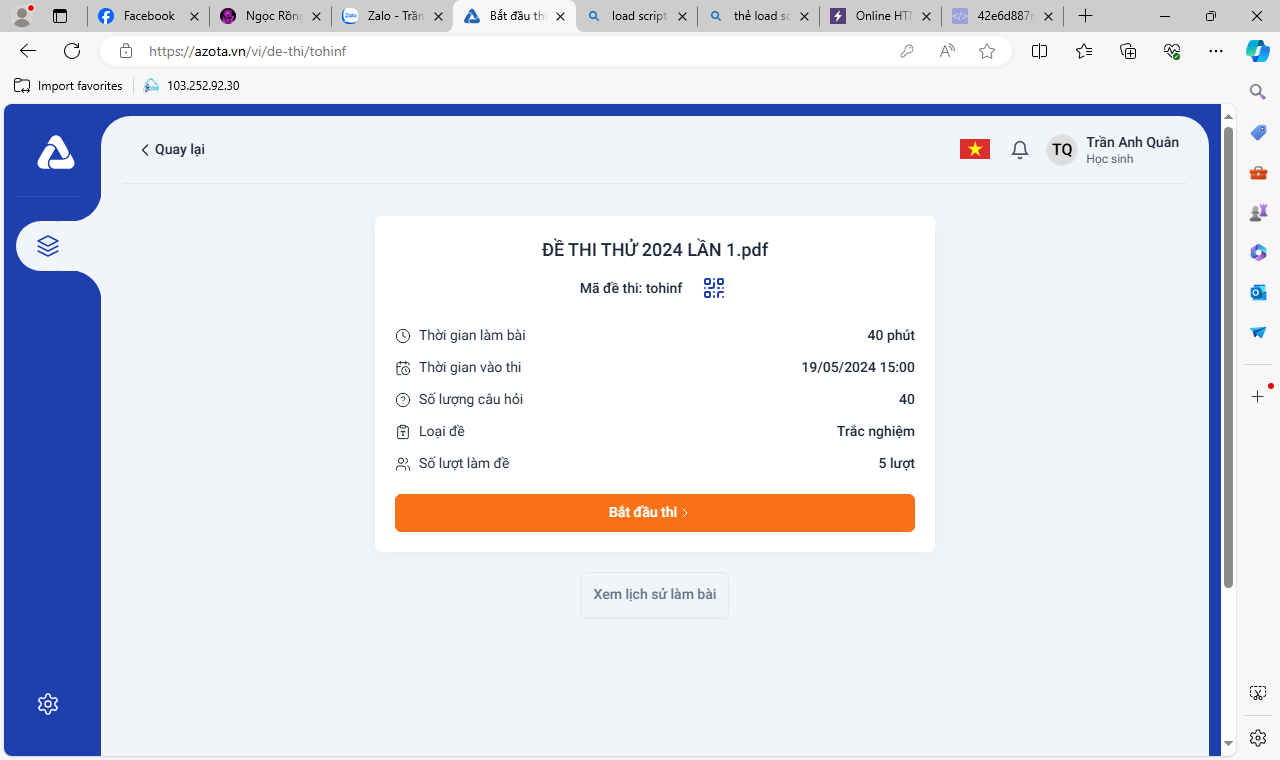 Facebook
Ngọc Rồng
Zalo - Trần
Bắt đầu thi
load script
thẻ load sc
Online HTM
42e6d887r
https://azota.vn/vi/de-thi/tohinf
Import favorites
103.252.92.30
Quay lại
TQ
Trần Anh Quân
Học sinh
ĐỀ THI THỬ 2024 LẦN 1.pdf
Mã đề thi: tohinf
Thời gian làm bài 40 phút
Thời gian vào thi 19/05/2024 15:00
Số lượng câu hỏi 40
Loại đề Trắc nghiệm
Số lượt làm đề 5 lượt
Bắt đầu thi
Xem lịch sử làm bài